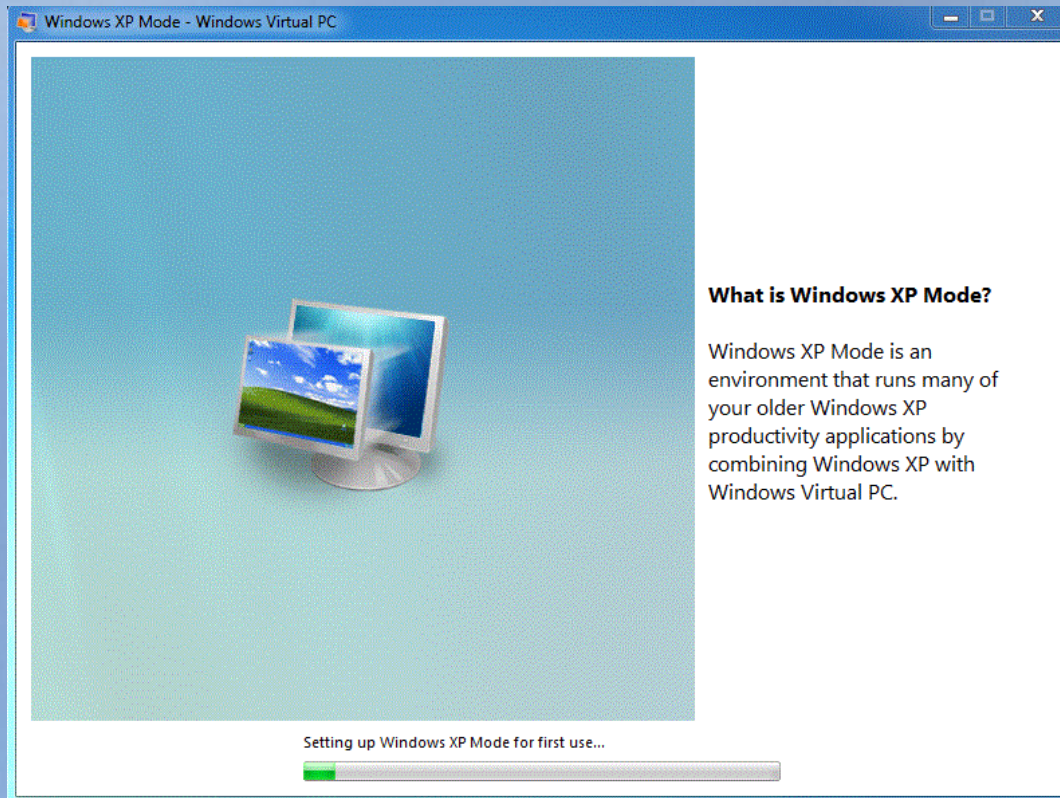 Windows XP Mode - Windows Virtual PC
What is Windows XP Mode?
Windows XP Mode is an
environment that runs many of
your older Windows XP
productivity applications by
combining Windows XP with
Windows Virtual PC.
Setting up Windows XP Mode for first use...